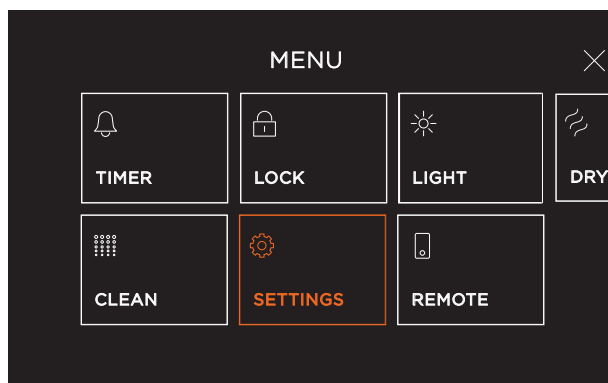 MENU
TIMER
LOCK
LIGHT
DRY
CLEAN
SETTINGS
REMOTE